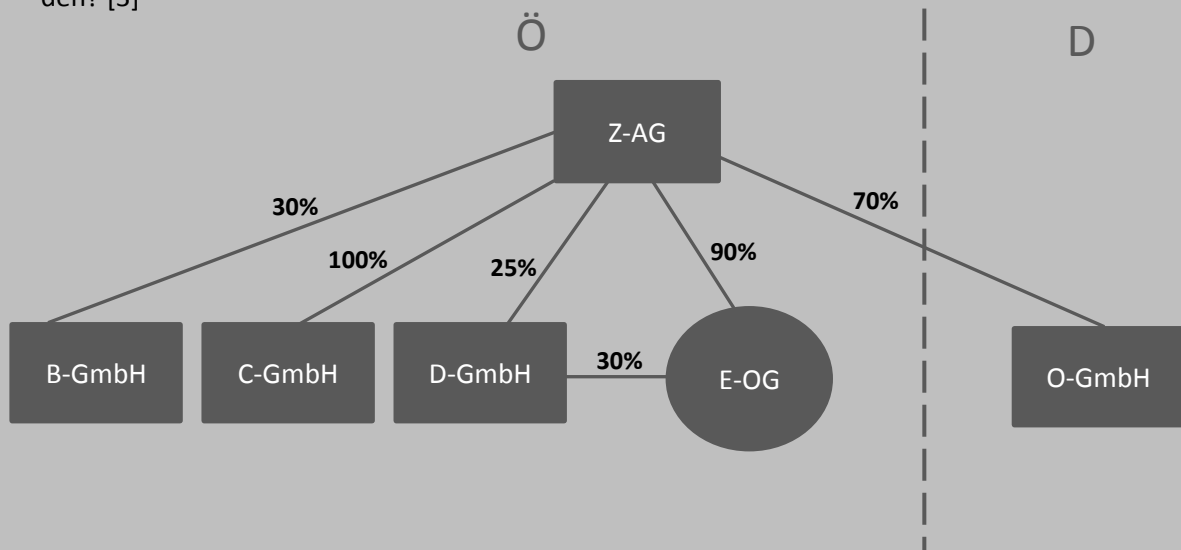 den? [3]
Ö
D
Z-AG
30%
70%
100%
25%
90%
30%
B-GmbH
C-GmbH
D-GmbH
E-OG
O-GmbH